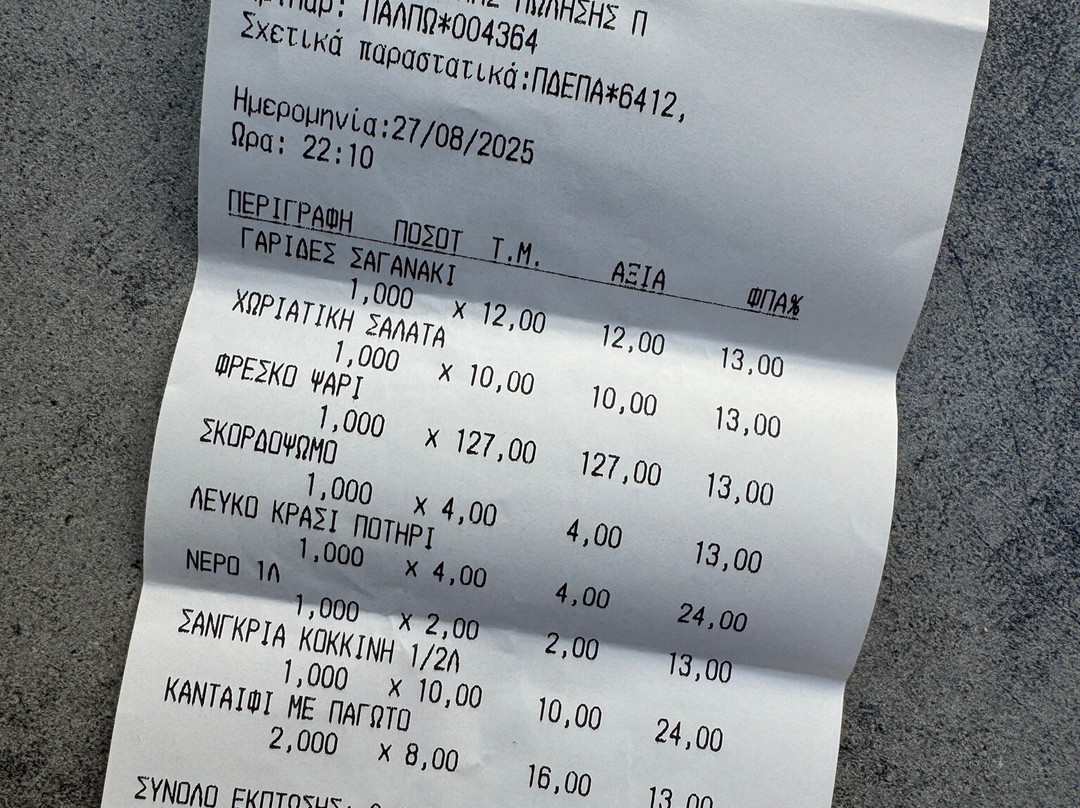 ΠΩΛΗΣΗΣ Π
ΠΑΛΠΩ*004364
Σχετικά παραστατικά:ΠΔΕΠΑ*6412,
Ημερομηνία:27/08/2025
Ωρα: 22:10
ΠΕΡΙΓΡΑΦΗ ΠΟΣΟΤ Τ.Μ. ΑΞΙΑ ΦΠΑ%
ΓΑΡΙΔΕΣ ΣΑΓΑΝΑΚΙ
1,000 x 12,00 12,00 13,00
ΧΩΡΙΑΤΙΚΗ ΣΑΛΑΤΑ
1,000 x 10,00 10,00 13,00
ΦΡΕΣΚΟ ΨΑΡΙ
1,000 x 127,00 127,00 13,00
ΣΚΟΡΔΟΨΩΜΟ
1,000 x 4,00 4,00 13,00
ΛΕΥΚΟ ΚΡΑΣΙ ΠΟΤΗΡΙ
1,000 x 4,00 4,00 24,00
ΝΕΡΟ 1Λ
1,000 x 2,00 2,00 13,00
ΣΑΝΓΚΡΙΑ ΚΟΚΚΙΝΗ 1/2Λ
1,000 x 10,00 10,00 24,00
ΚΑΝΤΑΙΦΙ ΜΕ ΠΑΓΩΤΟ
2,000 x 8,00 16,00 13,00
ΣΥΝΟΛΟ ΕΚΠΤΩΣΗΣ: